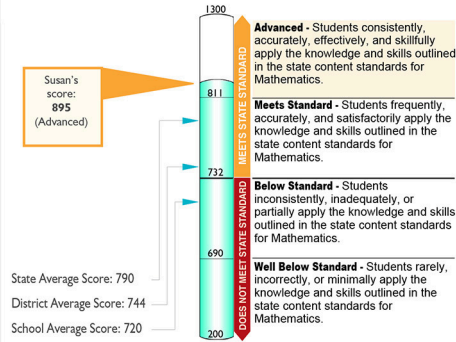 1300
Advanced - Students consistently,
accurately, effectively, and skillfully
apply the knowledge and skills outlined
in the state content standards for
Mathematics.
Susan's
score:
895
(Advanced)
811
MEETS STATE STANDARD
Meets Standard - Students frequently,
accurately, and satisfactorily apply the
knowledge and skills outlined in the
state content standards for
Mathematics.
732
Below Standard - Students
inconsistently, inadequately, or
partially apply the knowledge and skills
outlined in the state content standards
for Mathematics.
DOES NOT MEET STATE STANDARD
690
Well Below Standard - Students rarely,
incorrectly, or minimally apply the
knowledge and skills outlined in the
state content standards for
Mathematics.
State Average Score: 790
District Average Score: 744
School Average Score: 720
200